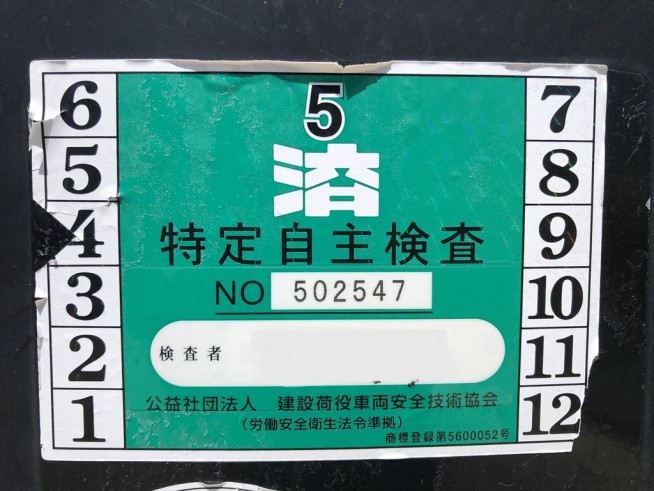 5
済
特定自主検査
NO 502547
検査者
公益社団法人 建設荷役車両安全技術協会
(労働安全衛生法令準拠)
商標登録第5600052号
6
5
4
3
2
1
7
8
9
10
11
12